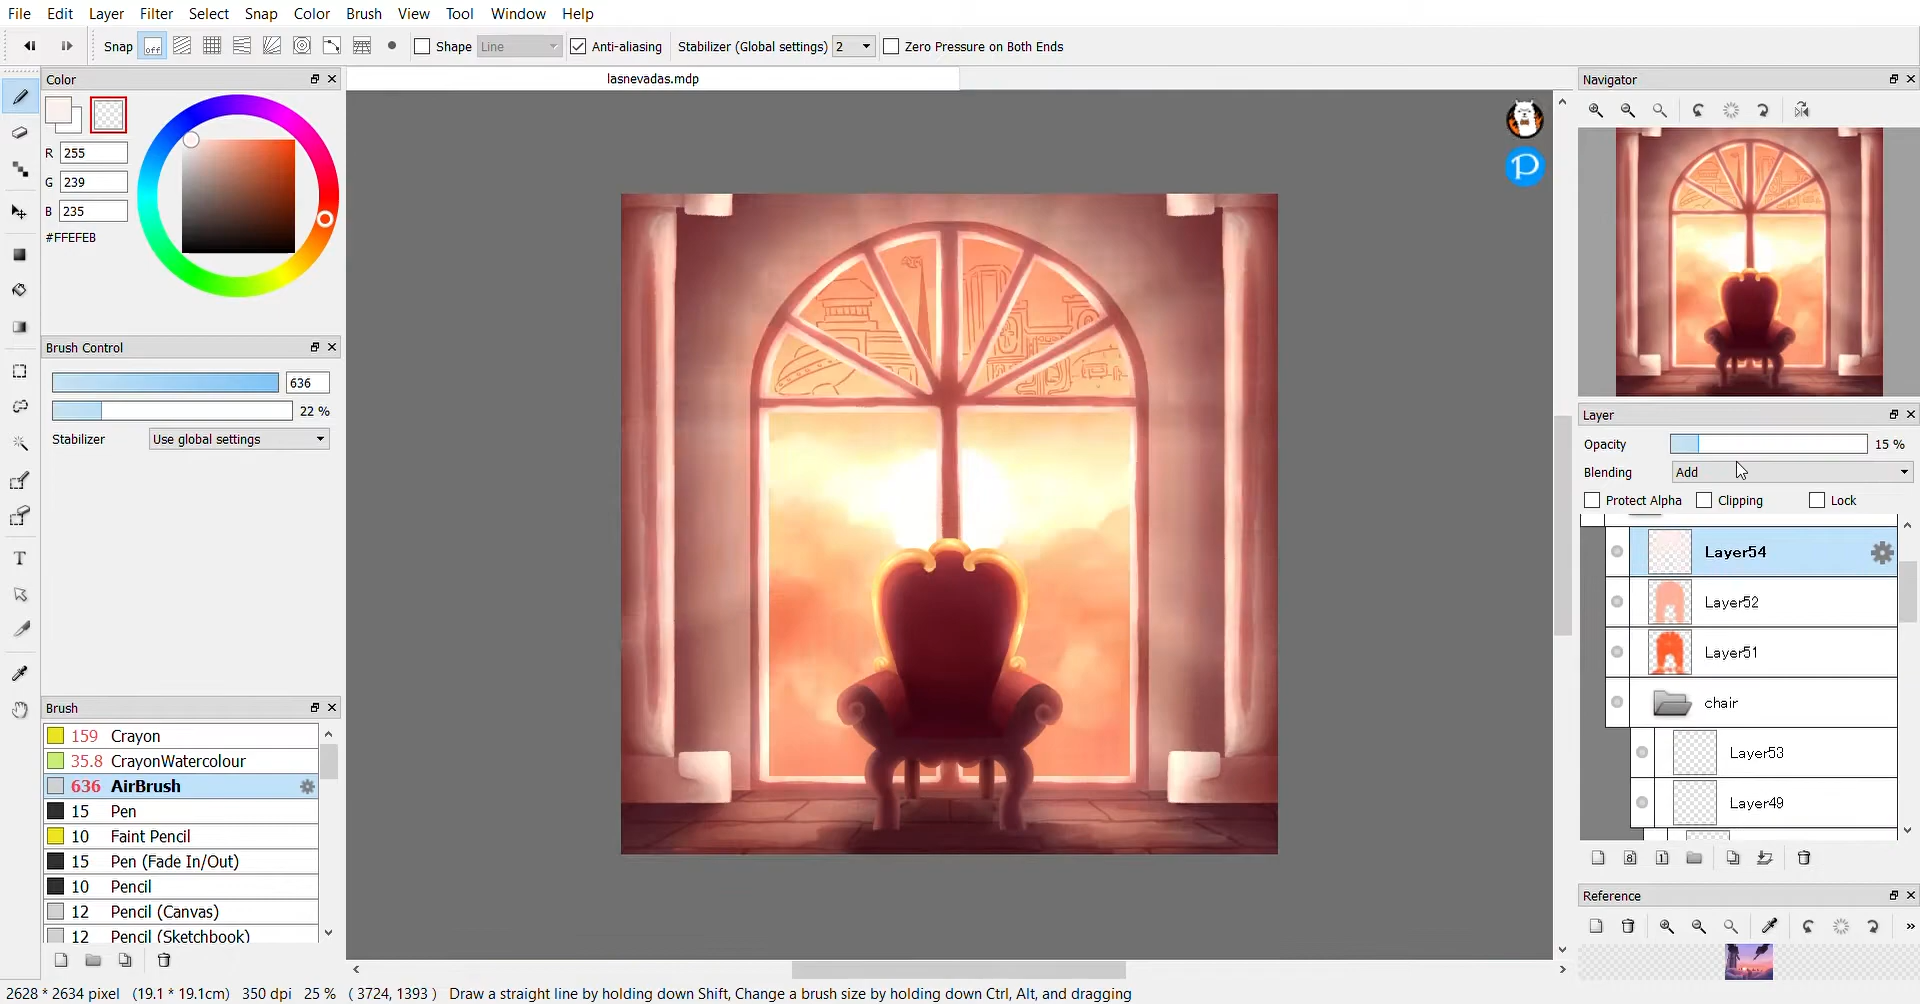 File Edit Layer Filter Select Snap Color Brush View Tool Window Help
Snap off Shape Line Anti-aliasing Stabilizer (Global settings) 2 Zero Pressure on Both Ends
Color
lasnevadas.mdp
Navigator
R 255
G 239
B 235
#FFEFEB
Brush Control
636
22 %
Stabilizer Use global settings
Layer
Opacity 15 %
Blending Add
Protect Alpha Clipping Lock
Layer54
Layer52
Layer51
chair
Layer53
Layer49
Brush
159 Crayon
35.8 CrayonWatercolour
636 AirBrush
15 Pen
10 Faint Pencil
15 Pen (Fade In/Out)
10 Pencil
12 Pencil (Canvas)
12 Pencil (Sketchbook)
Reference
2628 * 2634 pixel (19.1 * 19.1cm) 350 dpi 25 % ( 3724, 1393 ) Draw a straight line by holding down Shift, Change a brush size by holding down Ctrl, Alt, and dragging